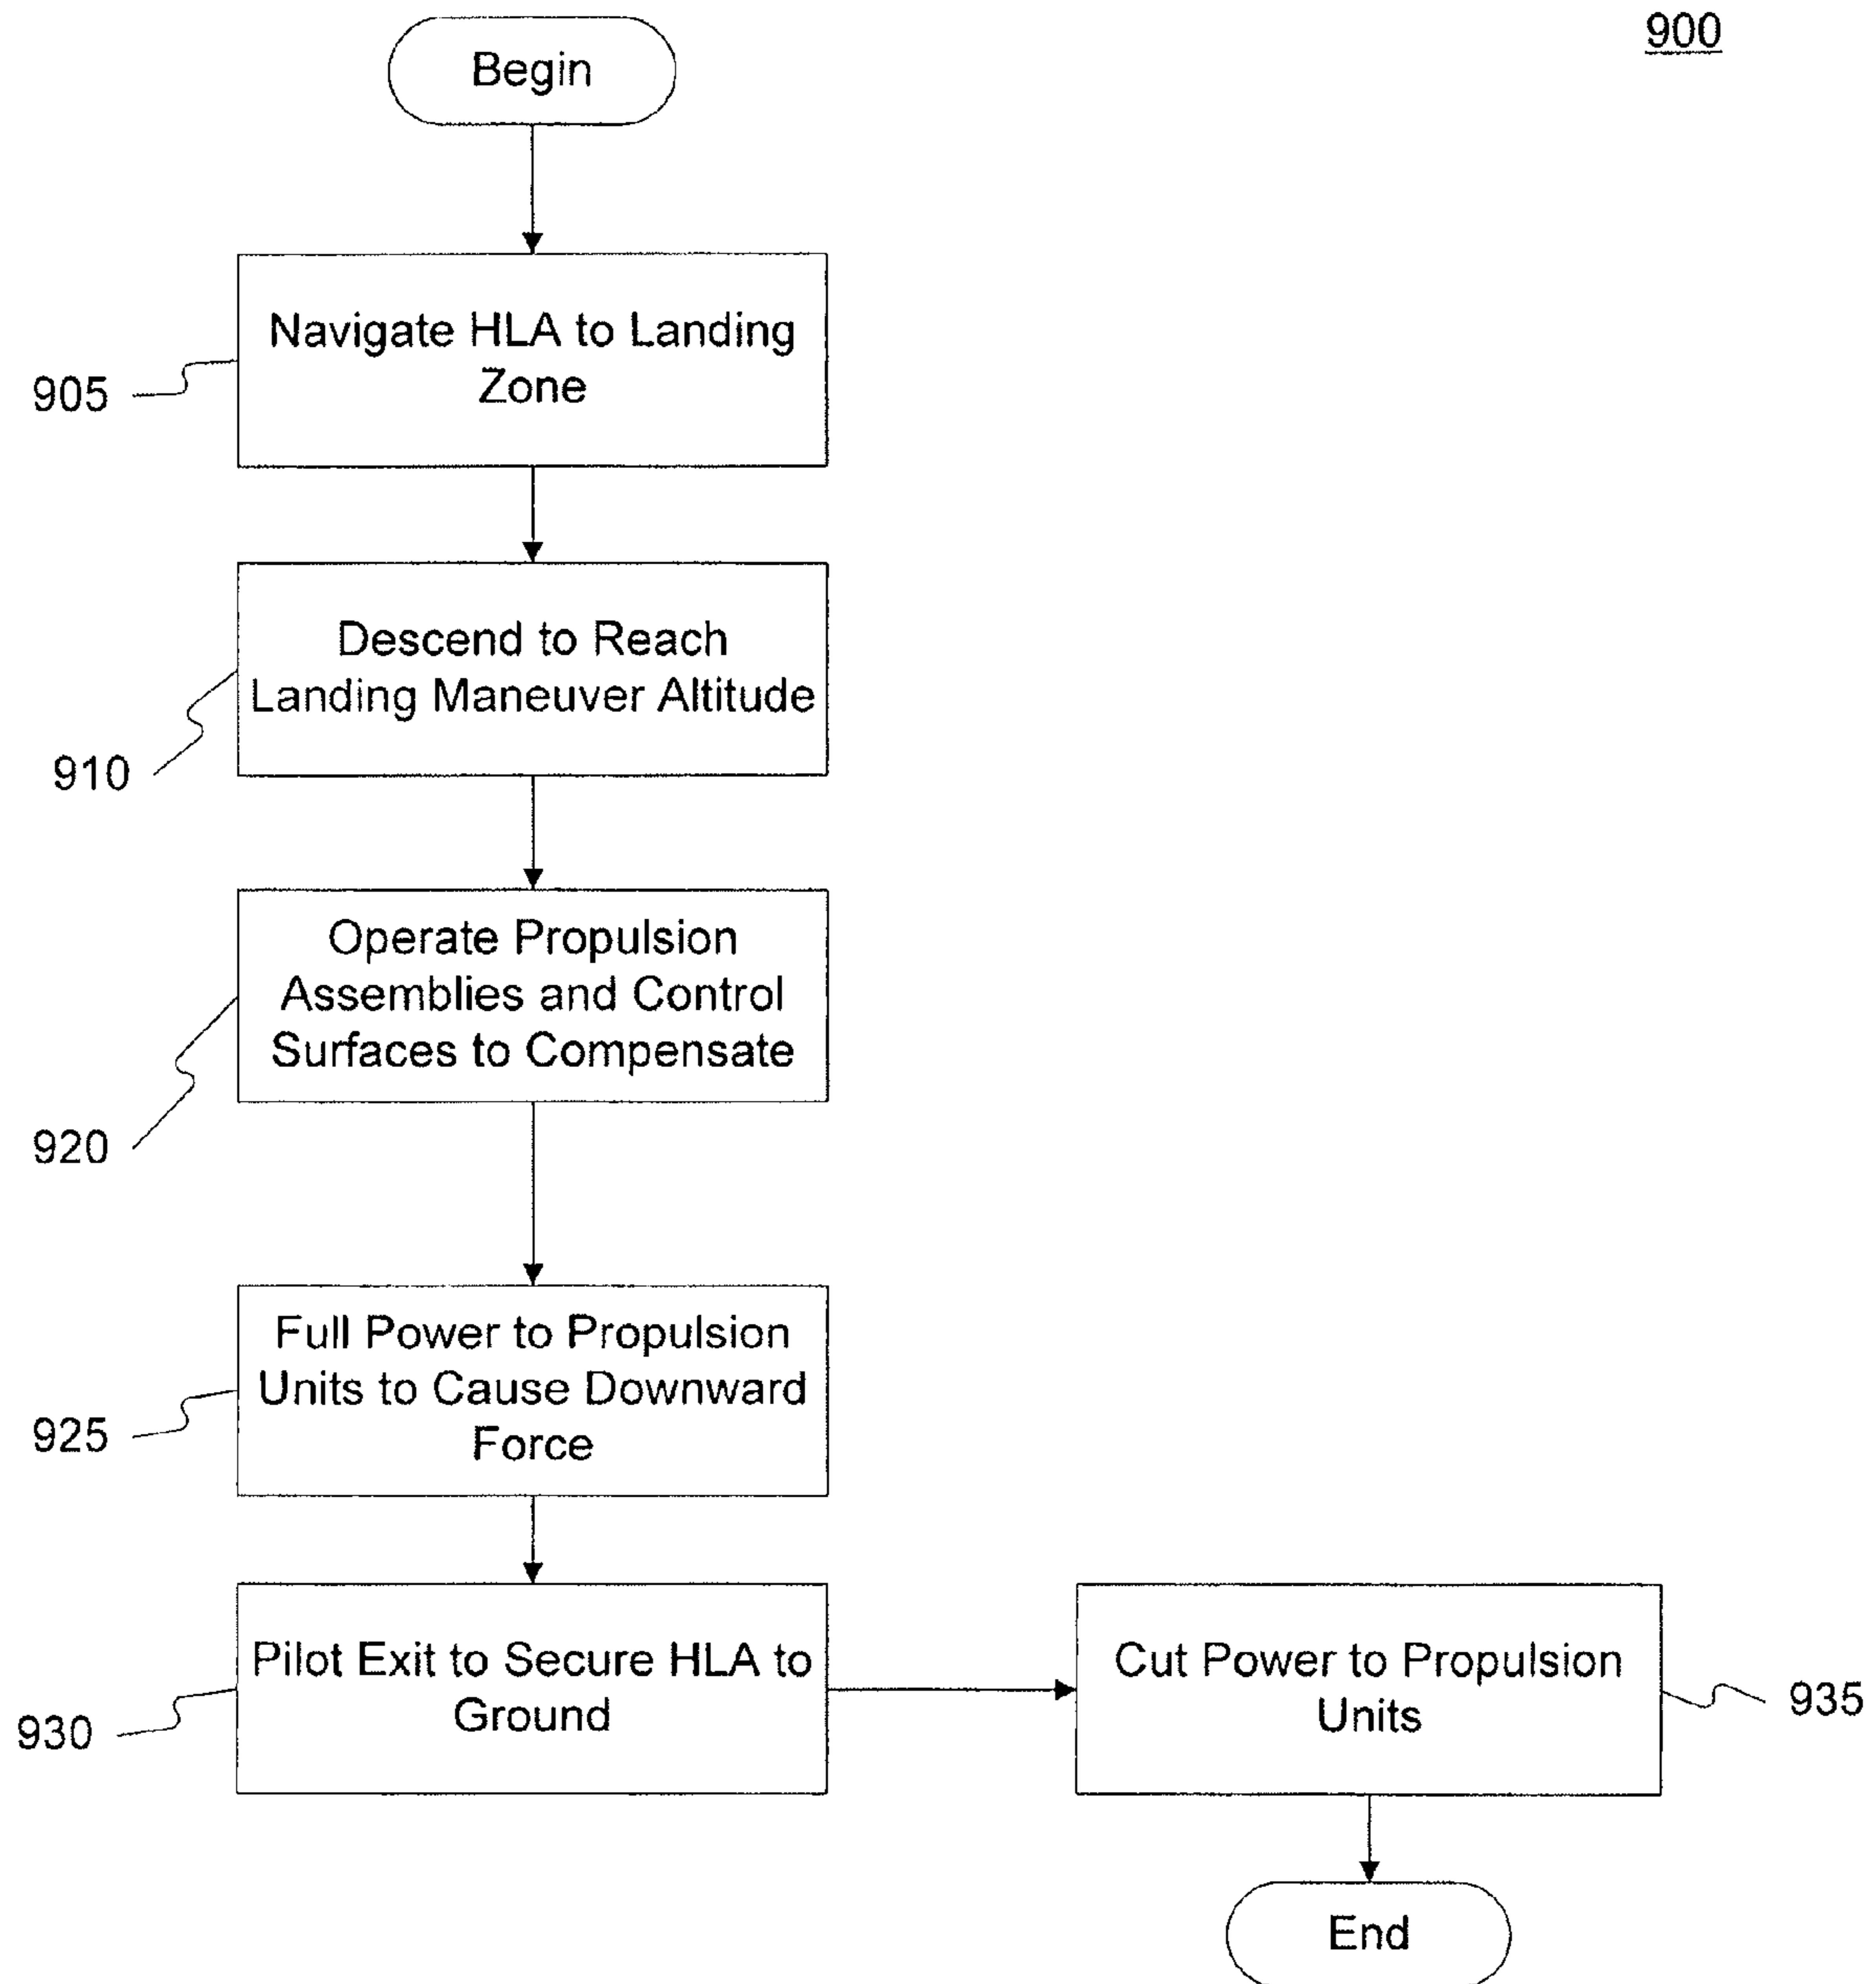 900
Begin
Navigate HLA to Landing
Zone
905
Descend to Reach
Landing Maneuver Altitude
910
Operate Propulsion
Assemblies and Control
Surfaces to Compensate
920
Full Power to Propulsion
Units to Cause Downward
Force
925
Pilot Exit to Secure HLA to
Ground
930
Cut Power to Propulsion
Units
935
End